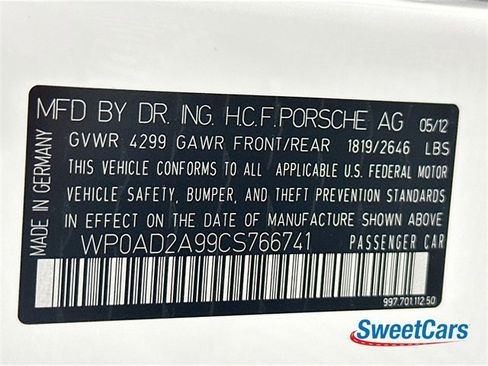 MFD BY DR. ING. H.C.F. PORSCHE AG 05/12
GVWR 4299 GAWR FRONT/REAR 1819/2646 LBS
THIS VEHICLE CONFORMS TO ALL APPLICABLE U.S. FEDERAL MOTOR
VEHICLE SAFETY, BUMPER, AND THEFT PREVENTION STANDARDS
IN EFFECT ON THE DATE OF MANUFACTURE SHOWN ABOVE
WP0AD2A99CS766741 PASSENGER CAR
MADE IN GERMANY
997.701.112.50
SweetCars